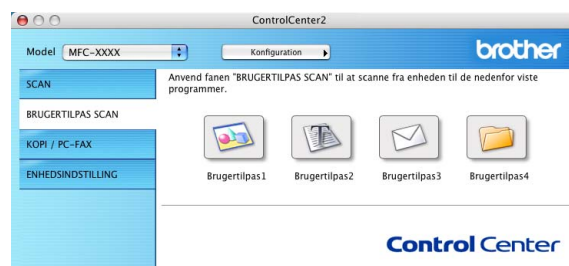 ControlCenter2
Model MFC-XXXX Konfiguration brother
SCAN
Anvend fanen "BRUGERTILPAS SCAN" til at scanne fra enheden til de nedenfor viste
programmer.
BRUGERTILPAS SCAN
KOPI / PC-FAX
ENHEDSINDSTILLING
Brugertilpas1 Brugertilpas2 Brugertilpas3 Brugertilpas4
Control Center